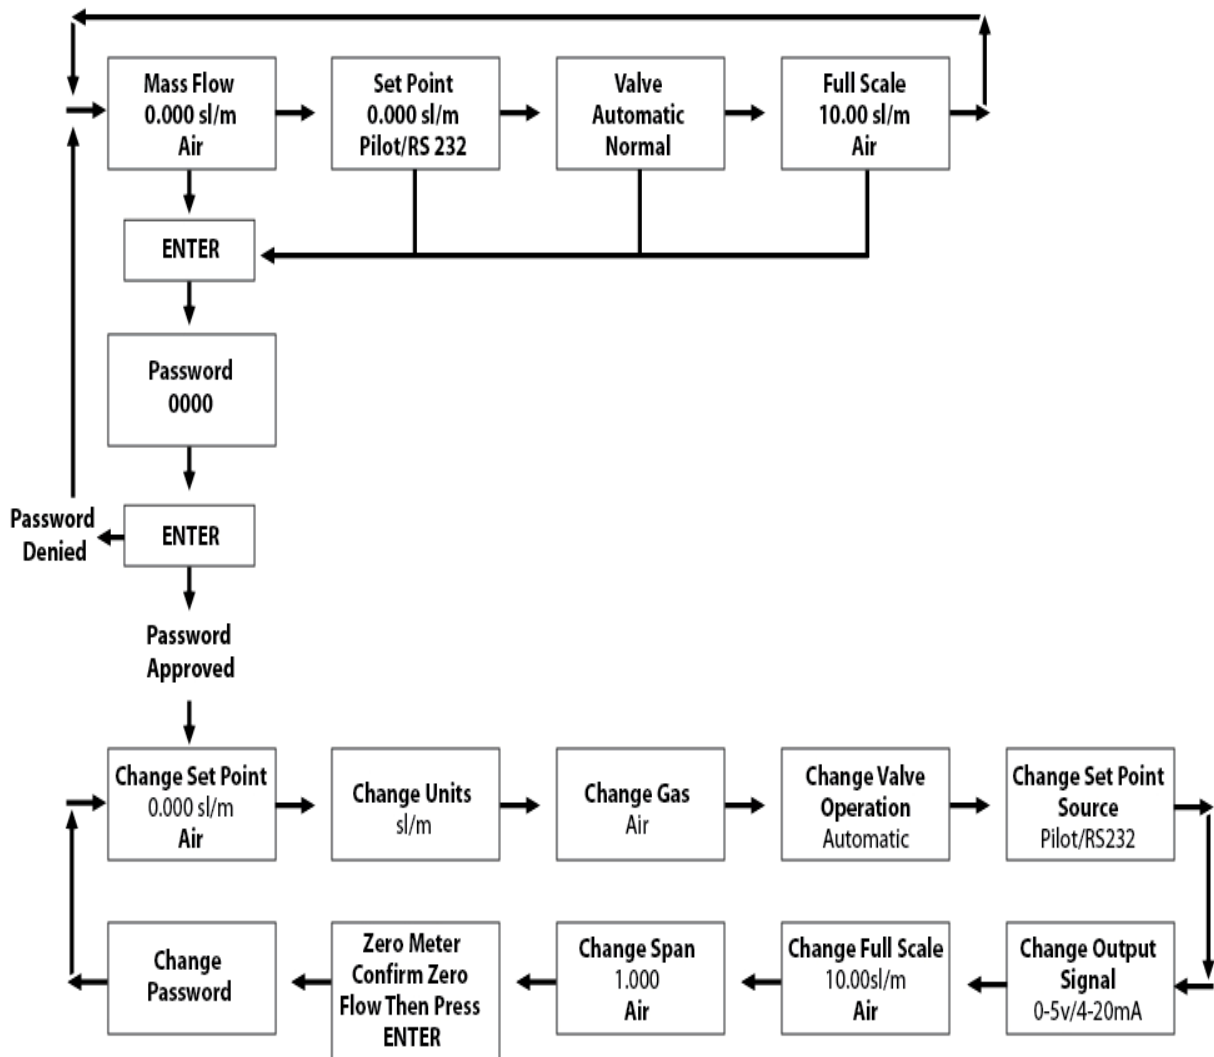 Mass Flow
0.000 sl/m
Air
Set Point
0.000 sl/m
Pilot/RS 232
Valve
Automatic
Normal
Full Scale
10.00 sl/m
Air
ENTER
Password
0000
Password
Denied
ENTER
Password
Approved
Change Set Point
0.000 sl/m
Air
Change Units
sl/m
Change Gas
Air
Change Valve
Operation
Automatic
Change Set Point
Source
Pilot/RS232
Change
Password
Zero Meter
Confirm Zero
Flow Then Press
ENTER
Change Span
1.000
Air
Change Full Scale
10.00sl/m
Air
Change Output
Signal
0-5v/4-20mA